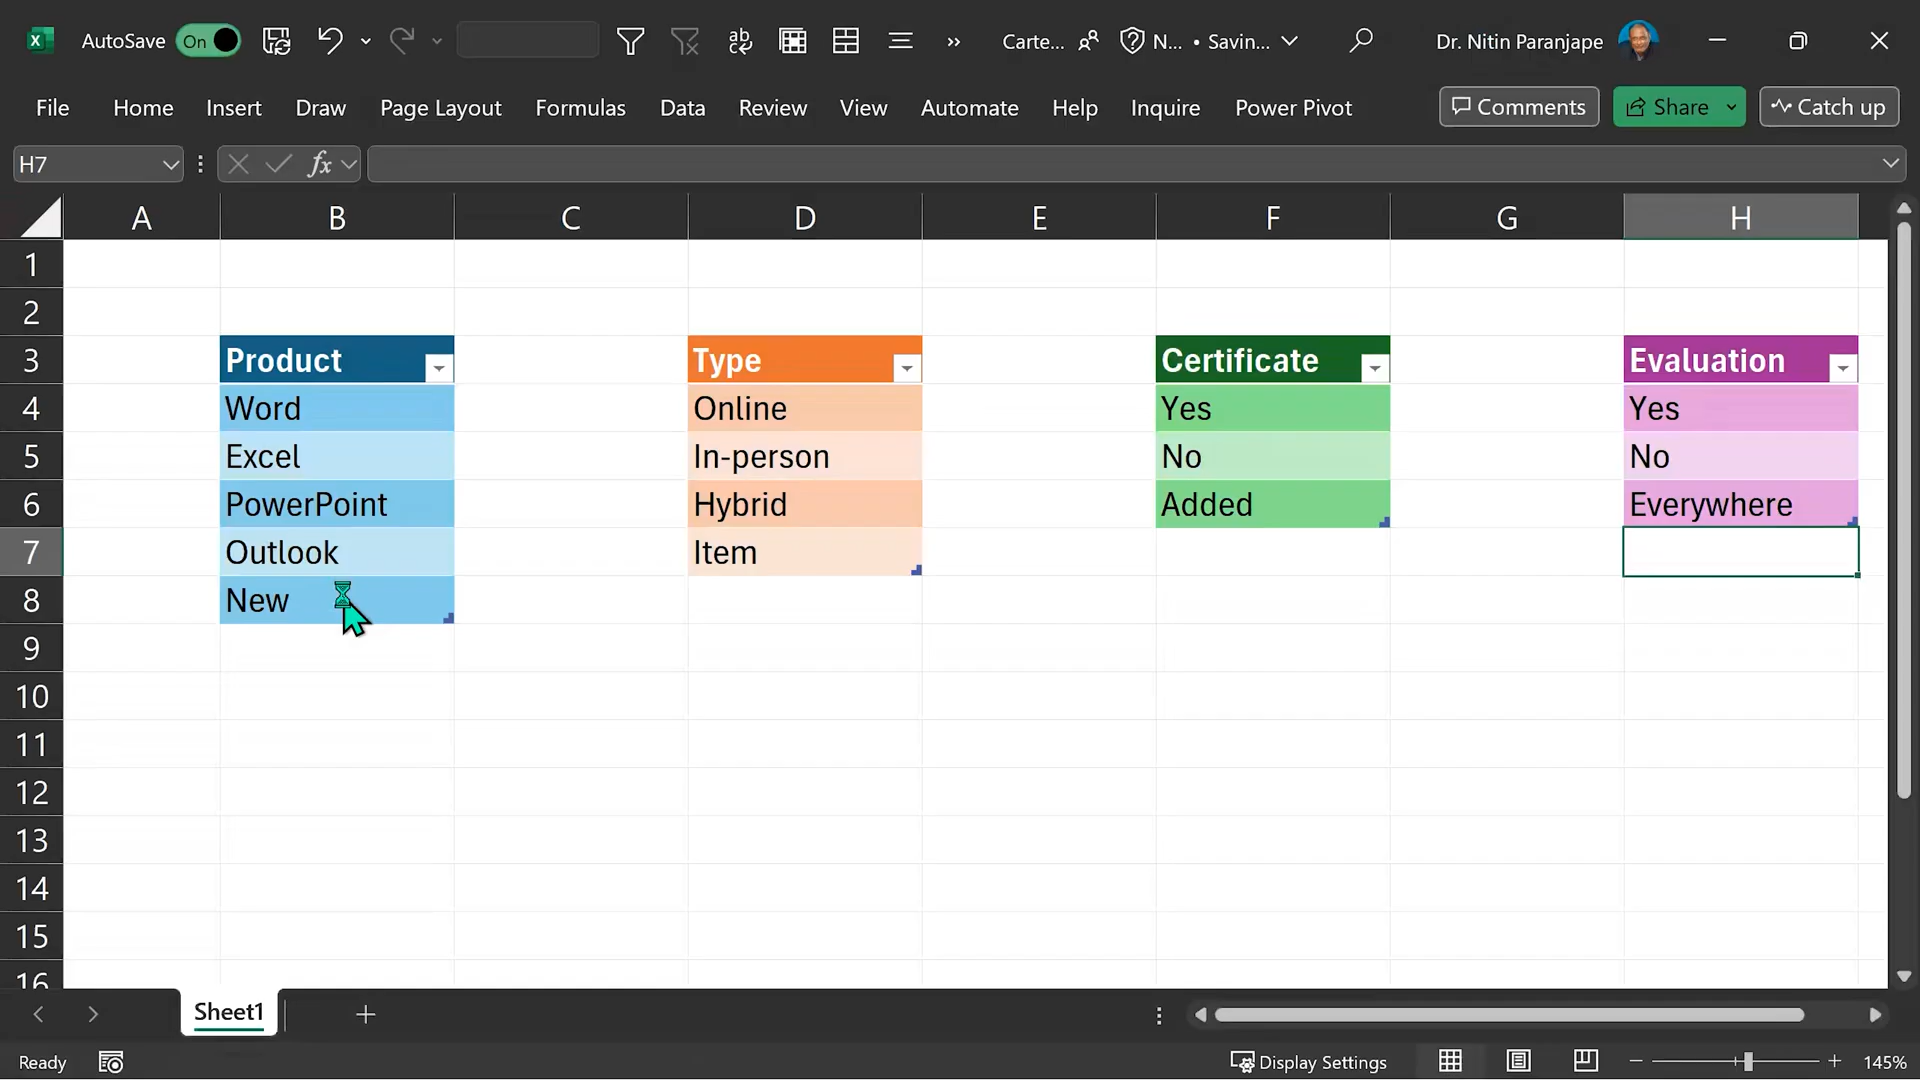 AutoSave On Carte... N... • Savin... Dr. Nitin Paranjape
File Home Insert Draw Page Layout Formulas Data Review View Automate Help Inquire Power Pivot Comments Share Catch up
H7 fx
A B C D E F G H
1
2
3 Product Type Certificate Evaluation
4 Word Online Yes Yes
5 Excel In-person No No
6 PowerPoint Hybrid Added Everywhere
7 Outlook Item
8 New
9
10
11
12
13
14
15
16
Sheet1
Ready Display Settings 145%